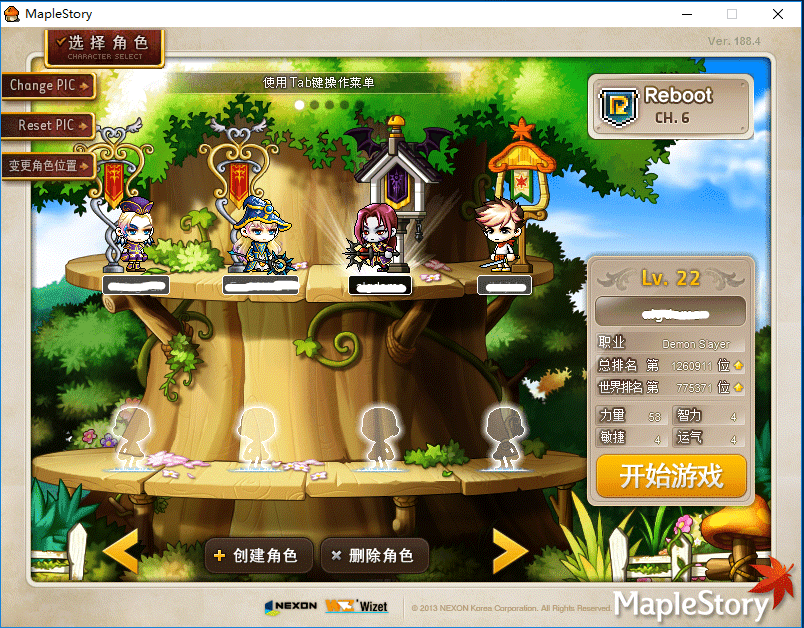 MapleStory
Ver. 188.4
选择角色
CHARACTER SELECT
Change PIC
Reset PIC
变更角色位置
使用Tab键操作菜单
Reboot
CH. 6
Lv. 22
职业 Demon Slayer
总排名 第 1260911 位
世界排名 第 775371 位
力量 58 智力 4
敏捷 4 运气 4
开始游戏
创建角色
删除角色
NEXON Wizet
© 2013 NEXON Korea Corporation. All Rights Reserved.
MapleStory